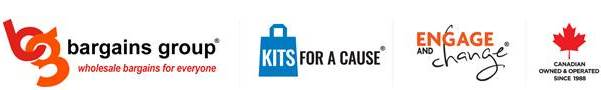 bg bargains group®
wholesale bargains for everyone
KITS FOR A CAUSE®
ENGAGE
AND change®
CANADIAN
OWNED & OPERATED
SINCE 1988